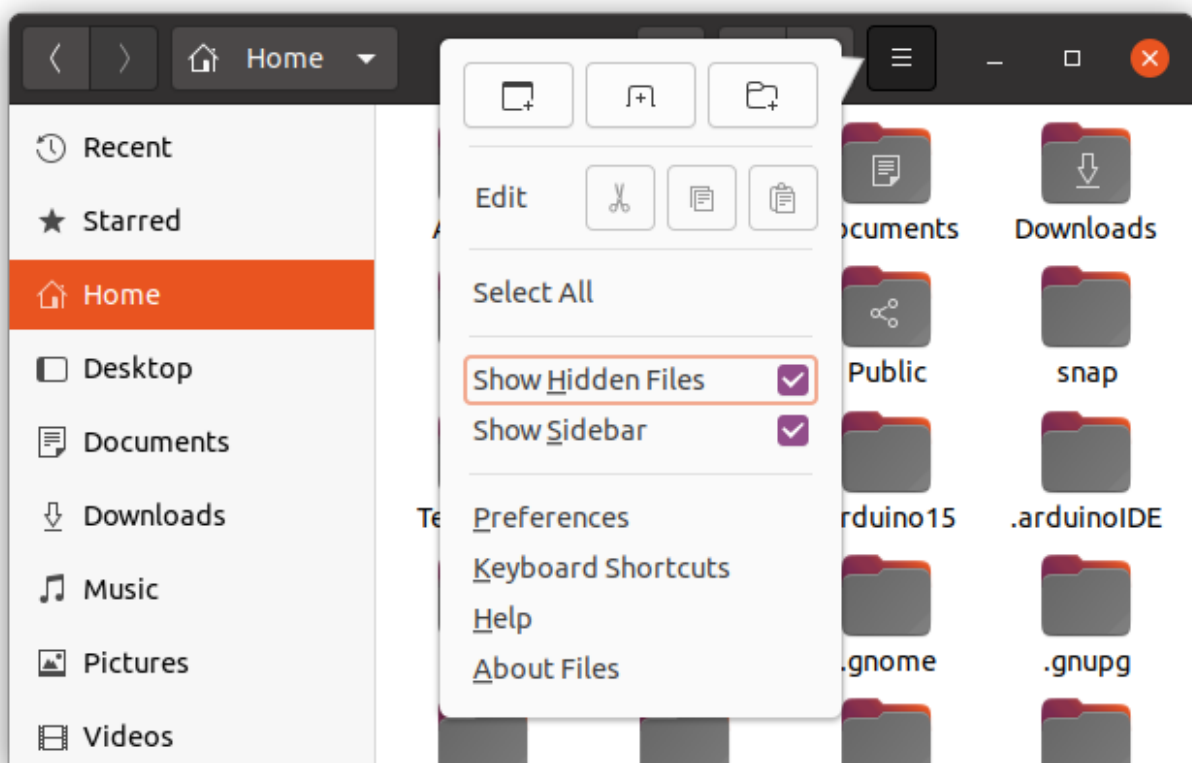 Home
Recent
Starred
Home
Desktop
Documents
Downloads
Music
Pictures
Videos
Edit
Select All
Show Hidden Files
Show Sidebar
Preferences
Keyboard Shortcuts
Help
About Files
Downloads
Public
snap
.arduinoIDE
.gnome
.gnupg